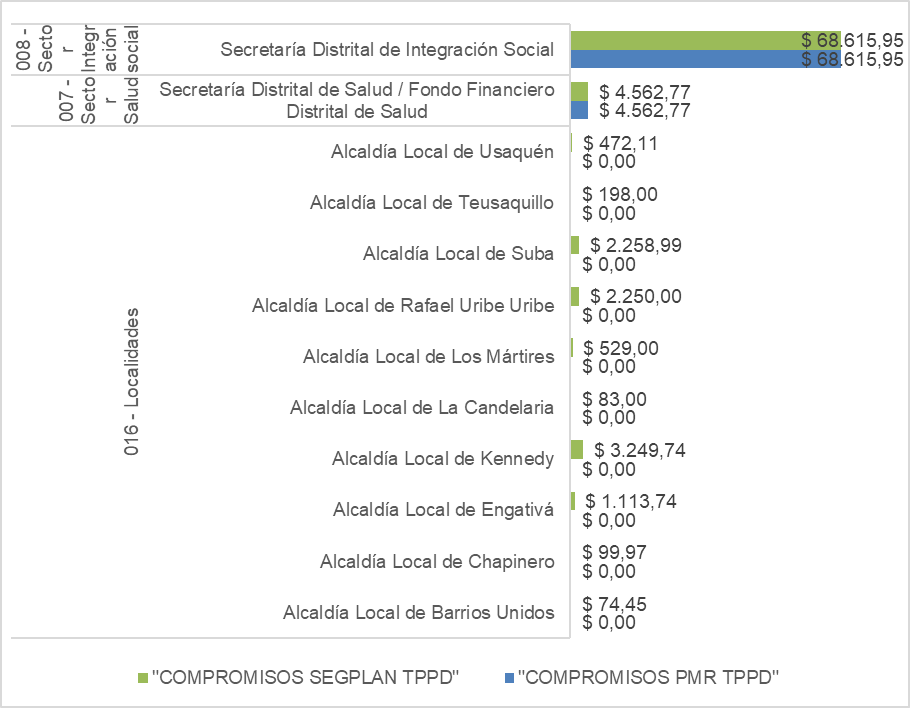 008 -
Secto
r
Integr
ación
social
Secretaría Distrital de Integración Social
$ 68.615,95
$ 68.615,95
007 -
Secto
r
Salud
Secretaría Distrital de Salud / Fondo Financiero
Distrital de Salud
$ 4.562,77
$ 4.562,77
016 - Localidades
Alcaldía Local de Usaquén
$ 472,11
$ 0,00
Alcaldía Local de Teusaquillo
$ 198,00
$ 0,00
Alcaldía Local de Suba
$ 2.258,99
$ 0,00
Alcaldía Local de Rafael Uribe Uribe
$ 2.250,00
$ 0,00
Alcaldía Local de Los Mártires
$ 529,00
$ 0,00
Alcaldía Local de La Candelaria
$ 83,00
$ 0,00
Alcaldía Local de Kennedy
$ 3.249,74
$ 0,00
Alcaldía Local de Engativá
$ 1.113,74
$ 0,00
Alcaldía Local de Chapinero
$ 99,97
$ 0,00
Alcaldía Local de Barrios Unidos
$ 74,45
$ 0,00
"COMPROMISOS SEGPLAN TPPD"
"COMPROMISOS PMR TPPD"